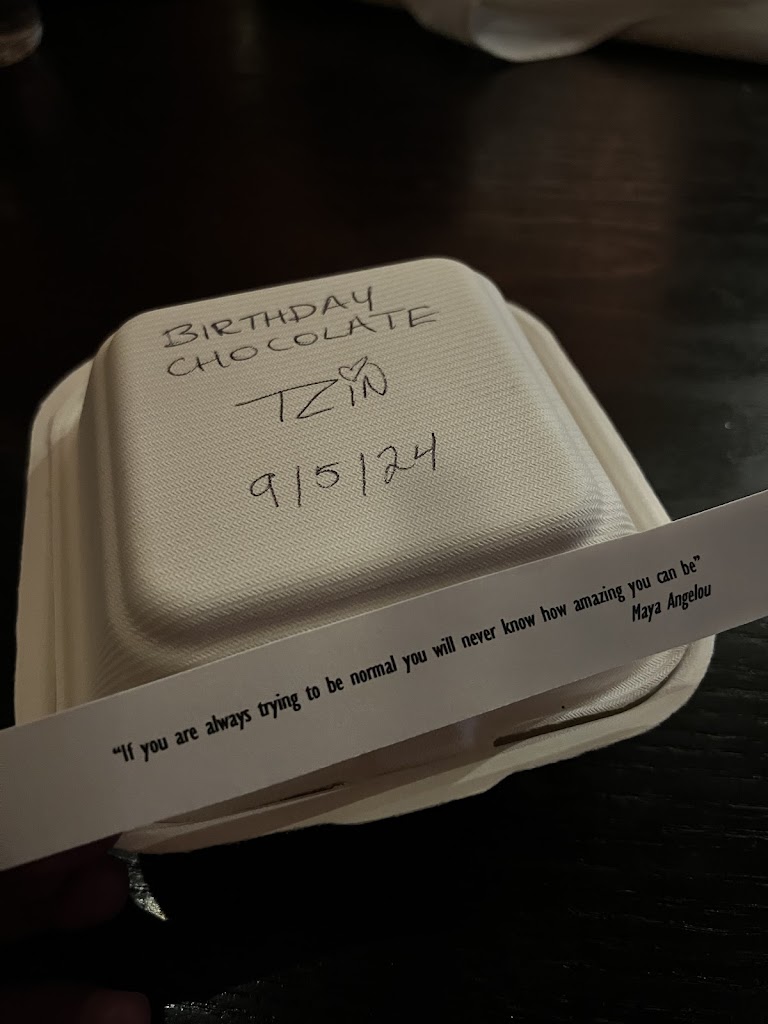 BIRTHDAY
CHOCOLATE
TZIN
9/5/24
"If you are always trying to be normal you will never know how amazing you can be"
Maya Angelou